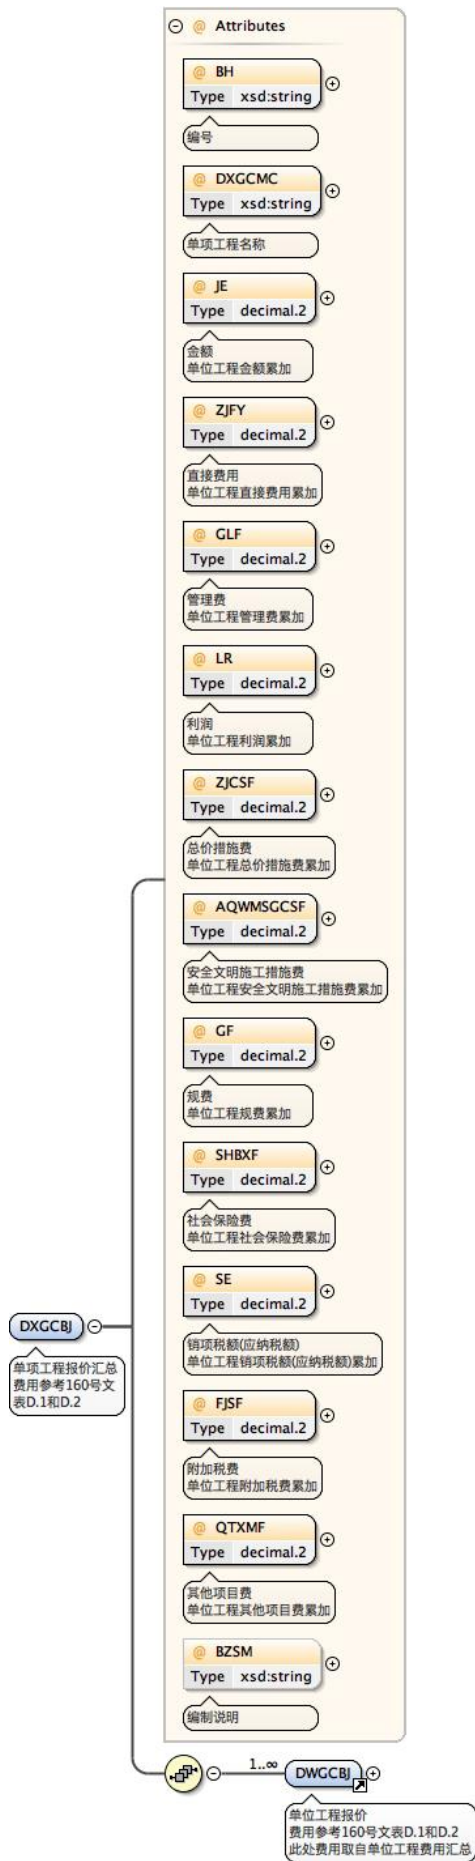 @ Attributes
@ BH
Type xsd:string
编号
@ DXGCMC
Type xsd:string
单项工程名称
@ JE
Type decimal.2
金额
单位工程金额累加
@ ZJFY
Type decimal.2
直接费用
单位工程直接费用累加
@ GLF
Type decimal.2
管理费
单位工程管理费累加
@ LR
Type decimal.2
利润
单位工程利润累加
@ ZJCSF
Type decimal.2
总价措施费
单位工程总价措施费累加
@ AQWMSGCSF
Type decimal.2
安全文明施工措施费
单位工程安全文明施工措施费累加
@ GF
Type decimal.2
规费
单位工程规费累加
@ SHBXF
Type decimal.2
社会保险费
单位工程社会保险费累加
@ SE
Type decimal.2
销项税额(应纳税额)
单位工程销项税额(应纳税额)累加
@ FJSF
Type decimal.2
附加税费
单位工程附加税费累加
@ QTXMF
Type decimal.2
其他项目费
单位工程其他项目费累加
@ BZSM
Type xsd:string
编制说明
DXGCBJ
单项工程报价汇总
费用参考160号文
表D.1和D.2
1..∞
DWGCBJ
单位工程报价
费用参考160号文表D.1和D.2
此处费用取自单位工程费用汇总